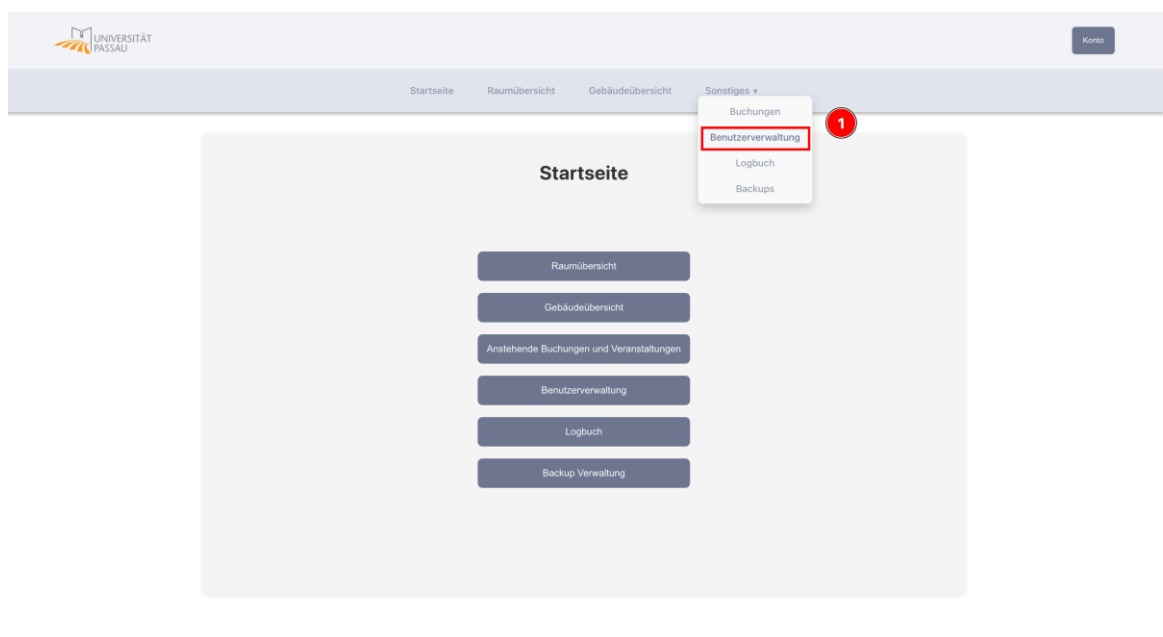 UNIVERSITÄT
PASSAU
Konto
Startseite Raumübersicht Gebäudeübersicht Sonstiges ▾
Buchungen
1
Benutzerverwaltung
Logbuch
Backups
Startseite
Raumübersicht
Gebäudeübersicht
Anstehende Buchungen und Veranstaltungen
Benutzerverwaltung
Logbuch
Backup Verwaltung